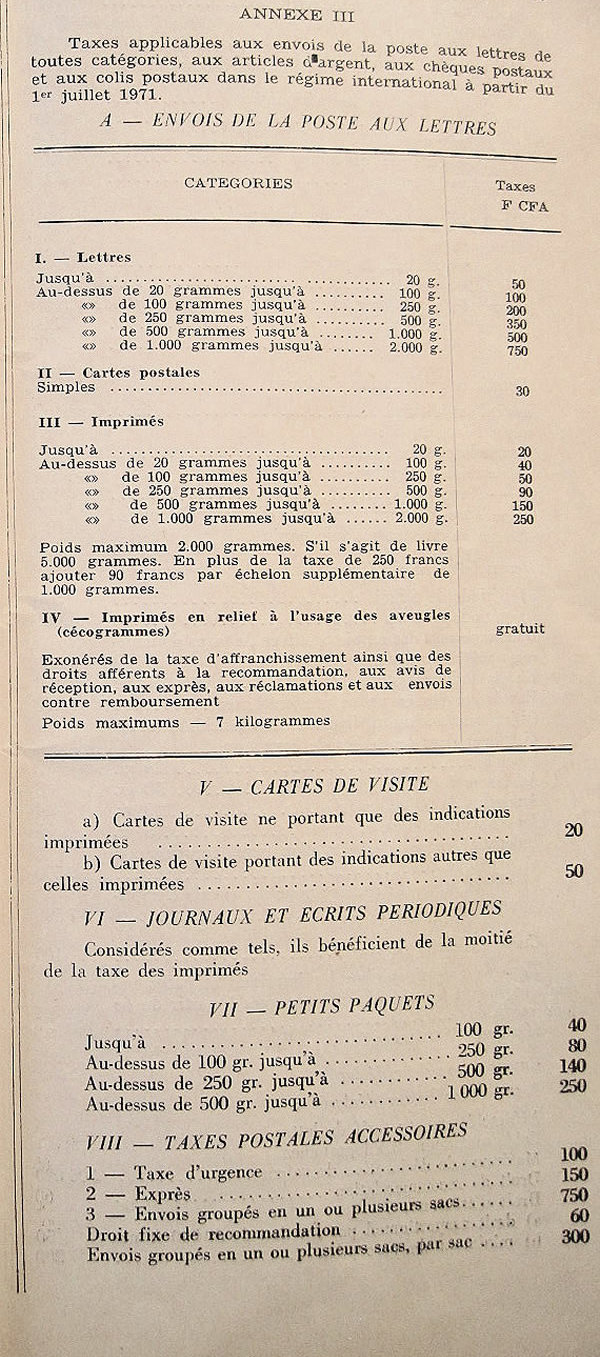 ANNEXE III
Taxes applicables aux envois de la poste aux lettres de
toutes catégories, aux articles d'argent, aux chèques postaux
et aux colis postaux dans le régime international à partir du
1er juillet 1971.
A — ENVOIS DE LA POSTE AUX LETTRES
CATEGORIES Taxes
F CFA
I. — Lettres
Jusqu'à .................................... 20 g. 50
Au-dessus de 20 grammes jusqu'à .......... 100 g. 100
«» de 100 grammes jusqu'à .......... 250 g. 200
«» de 250 grammes jusqu'à .......... 500 g. 350
«» de 500 grammes jusqu'à ........ 1.000 g. 500
«» de 1.000 grammes jusqu'à ...... 2.000 g. 750
II — Cartes postales
Simples .......................................... 30
III — Imprimés
Jusqu'à .................................... 20 g. 20
Au-dessus de 20 grammes jusqu'à .......... 100 g. 40
«» de 100 grammes jusqu'à .......... 250 g. 50
«» de 250 grammes jusqu'à .......... 500 g. 90
«» de 500 grammes jusqu'à ........ 1.000 g. 150
«» de 1.000 grammes jusqu'à ...... 2.000 g. 250
Poids maximum 2.000 grammes. S'il s'agit de livre
5.000 grammes. En plus de la taxe de 250 francs
ajouter 90 francs par échelon supplémentaire de
1.000 grammes.
IV — Imprimés en relief à l'usage des aveugles
(cécogrammes) gratuit
Exonérés de la taxe d'affranchissement ainsi que des
droits afférents à la recommandation, aux avis de
réception, aux exprès, aux réclamations et aux envois
contre remboursement
Poids maximums — 7 kilogrammes
V — CARTES DE VISITE
a) Cartes de visite ne portant que des indications
imprimées .................................... 20
b) Cartes de visite portant des indications autres que
celles imprimées ................................ 50
VI — JOURNAUX ET ECRITS PERIODIQUES
Considérés comme tels, ils bénéficient de la moitié
de la taxe des imprimés
VII — PETITS PAQUETS
Jusqu'à ............................ 100 gr. 40
Au-dessus de 100 gr. jusqu'à ............ 250 gr. 80
Au-dessus de 250 gr. jusqu'à ............ 500 gr. 140
Au-dessus de 500 gr. jusqu'à ............ 1 000 gr. 250
VIII — TAXES POSTALES ACCESSOIRES
1 — Taxe d'urgence ........................ 100
2 — Exprès .............................. 150
3 — Envois groupés en un ou plusieurs sacs...... 750
Droit fixe de recommandation ................ 60
Envois groupés en un ou plusieurs sacs, par sac .... 300